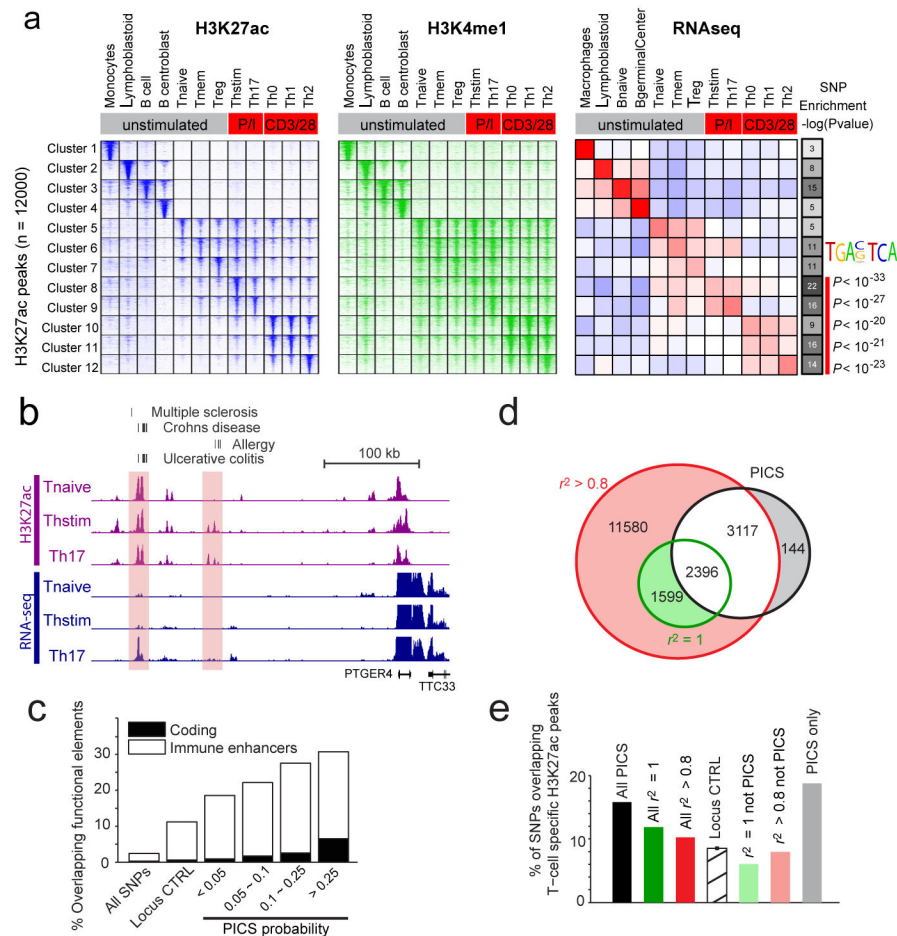 a
H3K27ac
H3K4me1
RNAseq
Monocytes
Lymphoblastoid
B cell
B centroblast
Tnaive
Tmem
Treg
Thstim
Th17
Th0
Th1
Th2
Monocytes
Lymphoblastoid
B cell
B centroblast
Tnaive
Tmem
Treg
Thstim
Th17
Th0
Th1
Th2
Macrophages
Lymphoblastoid
Bnaive
BgerminalCenter
Tnaive
Tmem
Treg
Thstim
Th17
Th0
Th1
Th2
SNP
Enrichment
-log(Pvalue)
unstimulated P/I CD3/28
unstimulated P/I CD3/28
unstimulated P/I CD3/28
H3K27ac peaks (n = 12000)
Cluster 1
Cluster 2
Cluster 3
Cluster 4
Cluster 5
Cluster 6
Cluster 7
Cluster 8
Cluster 9
Cluster 10
Cluster 11
Cluster 12
3
8
15
5
5
11
11
22
16
9
16
14
TGACTCA
G
P < 10-33
P < 10-27
P < 10-20
P < 10-21
P < 10-23
b
Multiple sclerosis
Crohns disease
Allergy
Ulcerative colitis
100 kb
H3K27ac
Tnaive
Thstim
Th17
RNA-seq
Tnaive
Thstim
Th17
PTGER4
TTC33
c
% Overlapping functional elements
Coding
Immune enhancers
30
20
10
0
All SNPs
Locus CTRL
< 0.05
0.05 ~ 0.1
0.1 ~ 0.25
> 0.25
PICS probability
d
r2 > 0.8
PICS
11580
3117
144
2396
1599
r2 = 1
e
% of SNPs overlapping
T-cell specific H3K27ac peaks
20
10
0
All PICS
All r2 = 1
All r2 > 0.8
Locus CTRL
r2 = 1 not PICS
r2 > 0.8 not PICS
PICS only